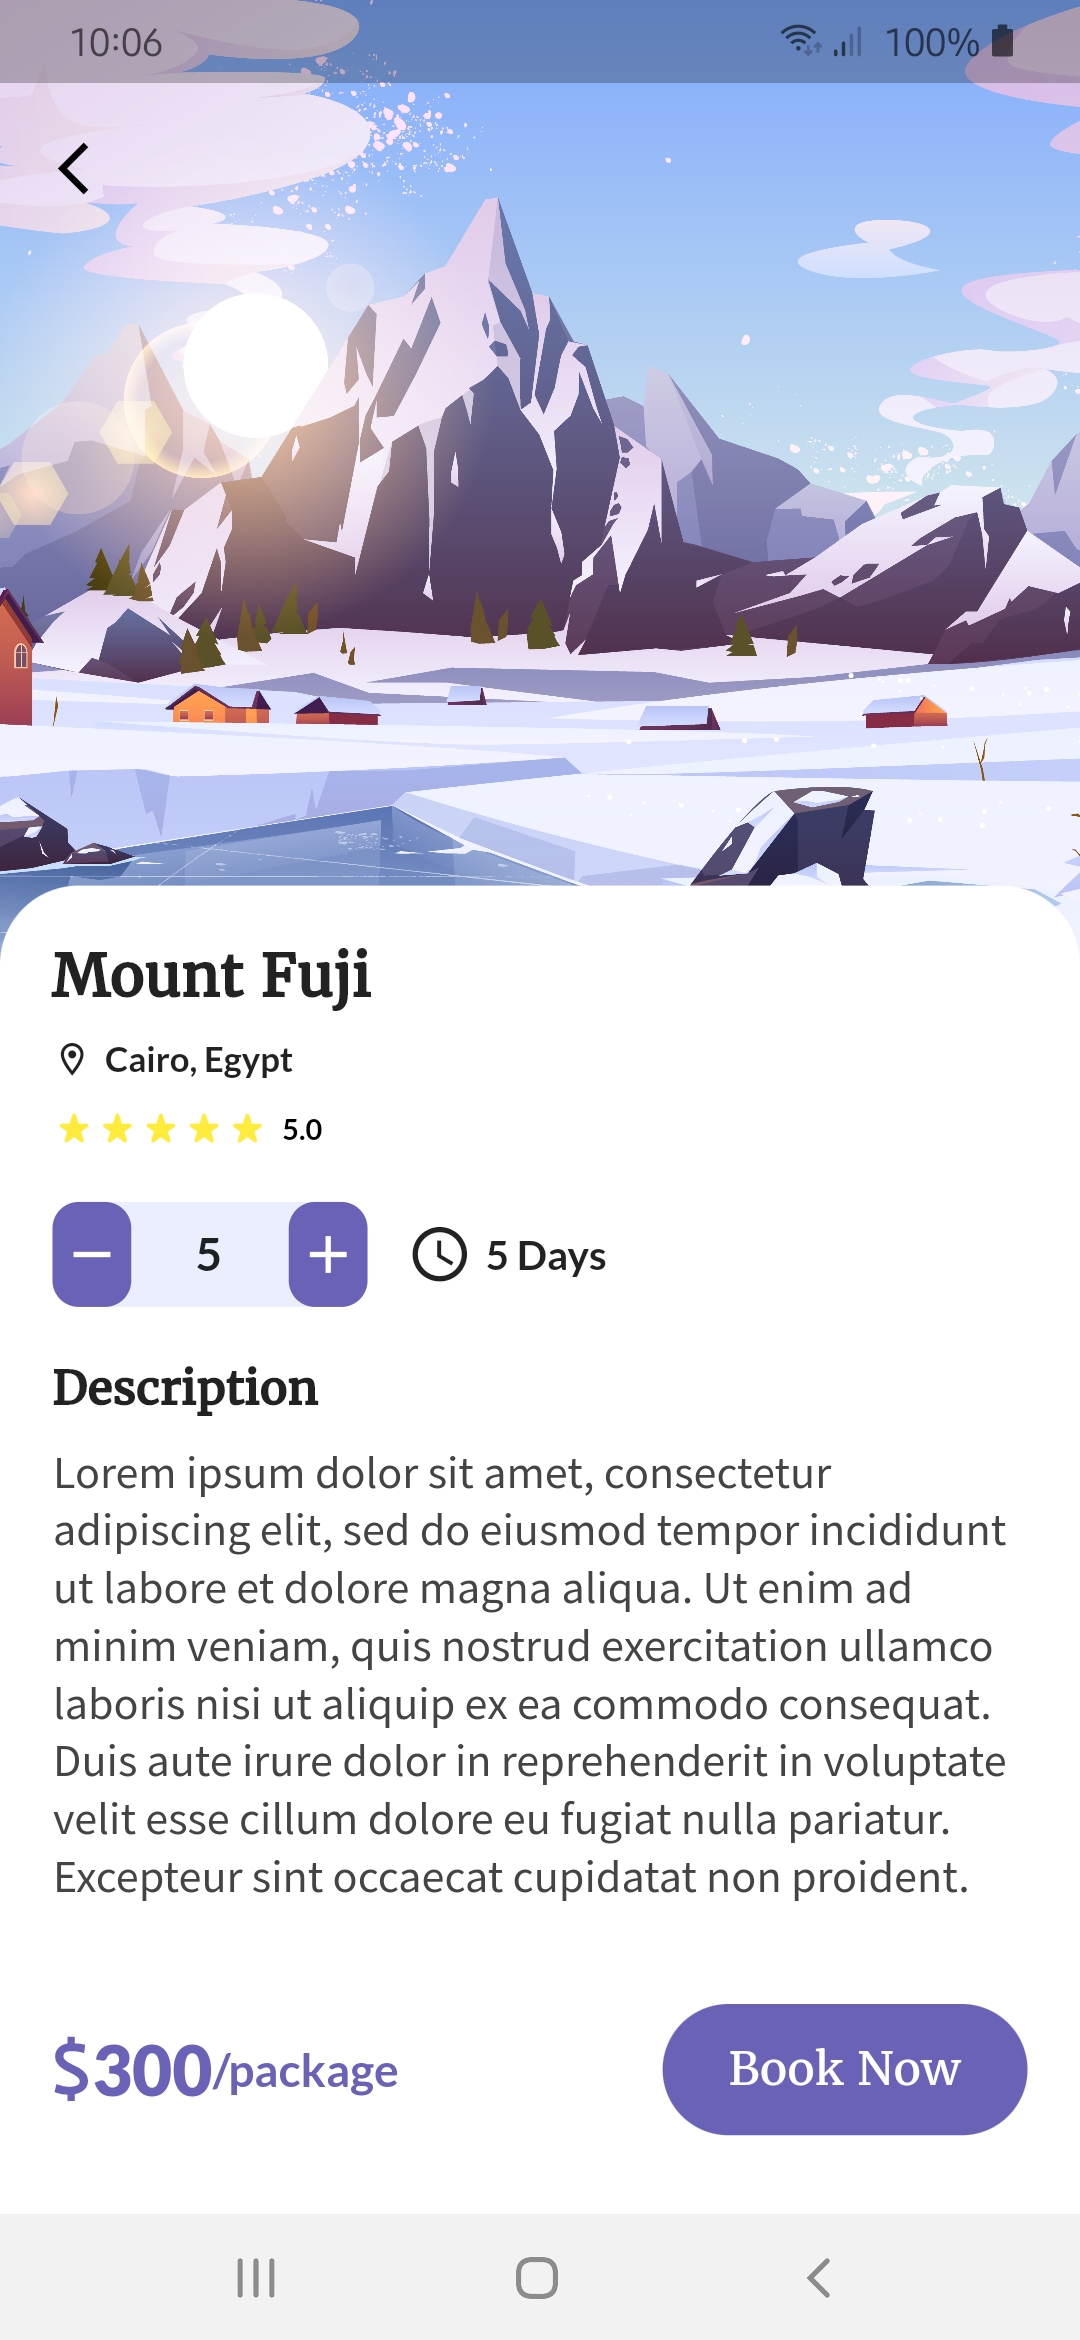 10:06
100%
Mount Fuji
Cairo, Egypt
5.0
5
5 Days
Description
Lorem ipsum dolor sit amet, consectetur
adipiscing elit, sed do eiusmod tempor incididunt
ut labore et dolore magna aliqua. Ut enim ad
minim veniam, quis nostrud exercitation ullamco
laboris nisi ut aliquip ex ea commodo consequat.
Duis aute irure dolor in reprehenderit in voluptate
velit esse cillum dolore eu fugiat nulla pariatur.
Excepteur sint occaecat cupidatat non proident.
$300/package
Book Now